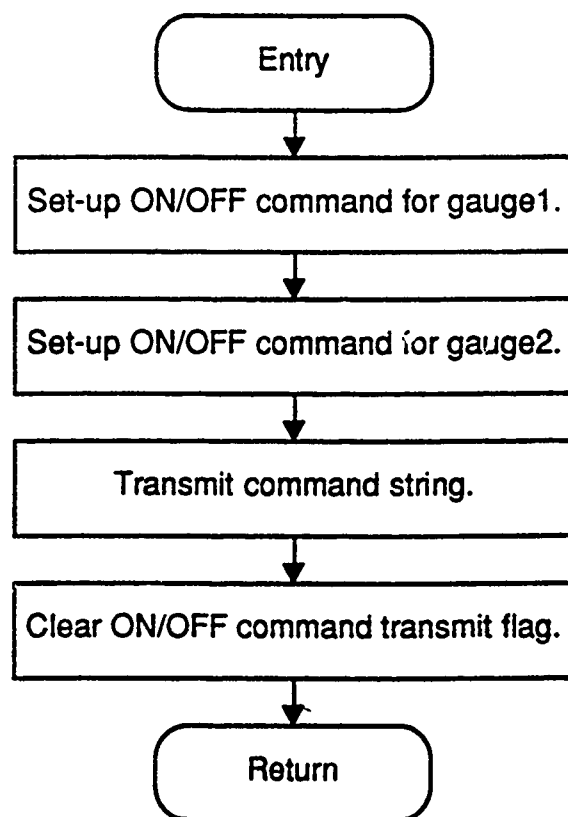 Entry
Set-up ON/OFF command for gauge1.
Set-up ON/OFF command for gauge2.
Transmit command string.
Clear ON/OFF command transmit flag.
Return